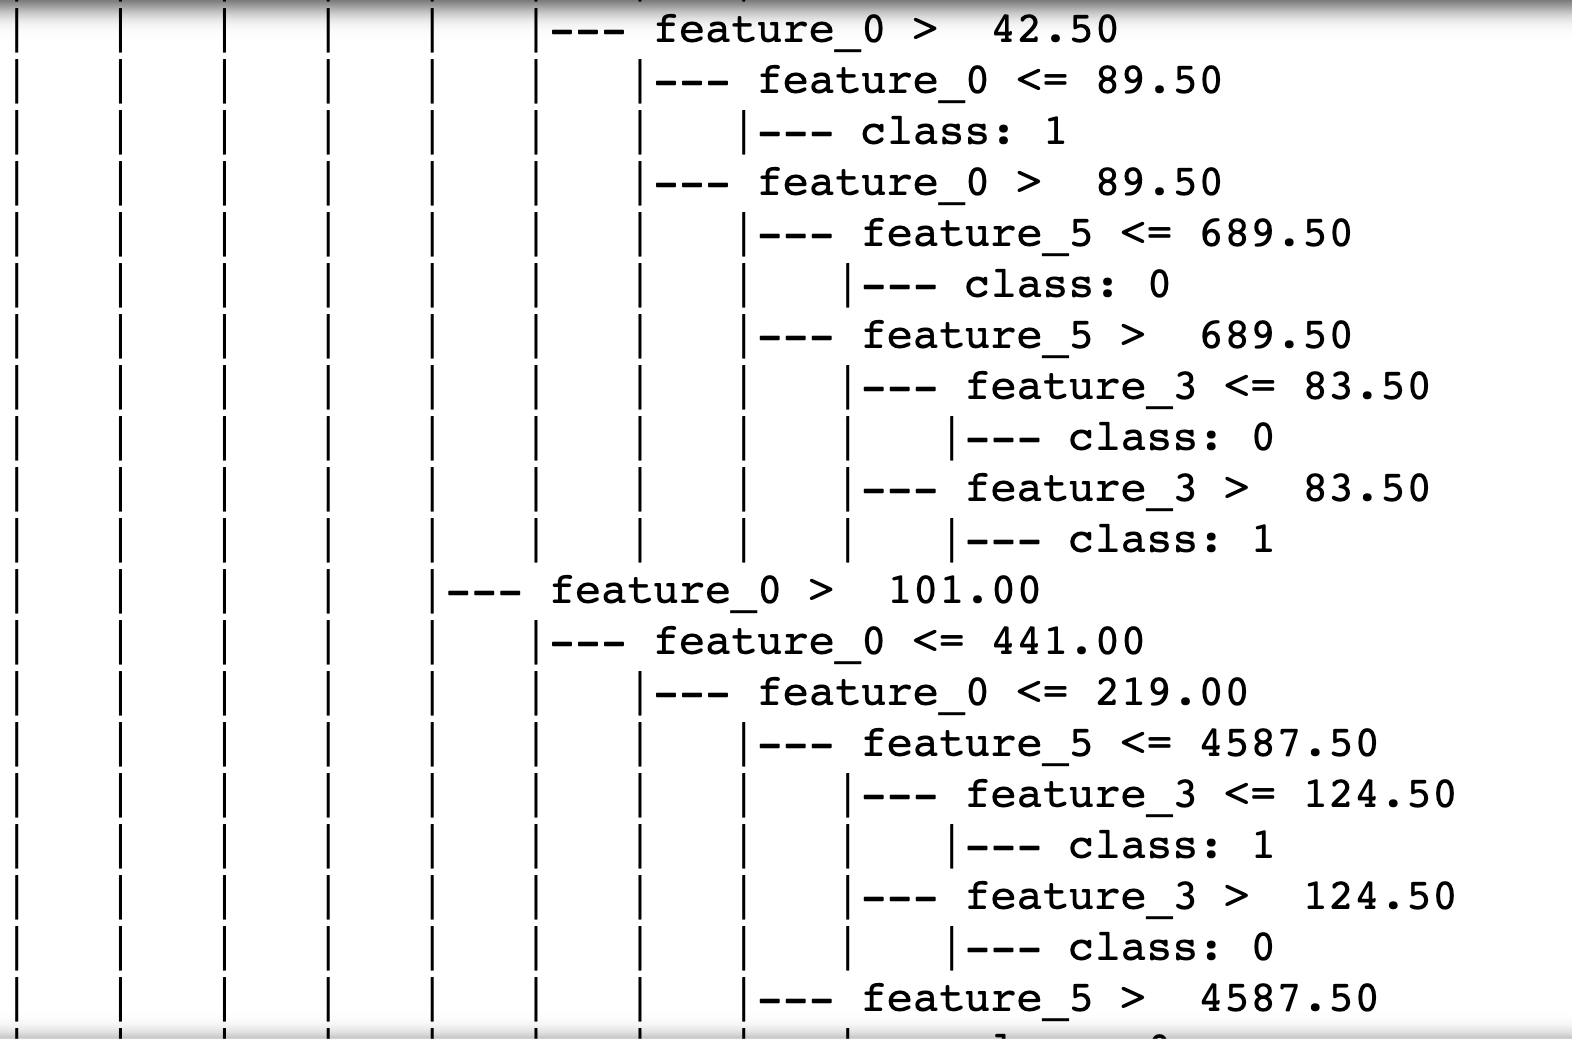 |   |   |   |   |   |--- feature_0 >  42.50
|   |   |   |   |   |   |--- feature_0 <= 89.50
|   |   |   |   |   |   |   |--- class: 1
|   |   |   |   |   |   |--- feature_0 >  89.50
|   |   |   |   |   |   |   |--- feature_5 <= 689.50
|   |   |   |   |   |   |   |   |--- class: 0
|   |   |   |   |   |   |   |--- feature_5 >  689.50
|   |   |   |   |   |   |   |   |--- feature_3 <= 83.50
|   |   |   |   |   |   |   |   |   |--- class: 0
|   |   |   |   |   |   |   |   |--- feature_3 >  83.50
|   |   |   |   |   |   |   |   |   |--- class: 1
|   |   |   |   |--- feature_0 >  101.00
|   |   |   |   |   |--- feature_0 <= 441.00
|   |   |   |   |   |   |--- feature_0 <= 219.00
|   |   |   |   |   |   |   |--- feature_5 <= 4587.50
|   |   |   |   |   |   |   |   |--- feature_3 <= 124.50
|   |   |   |   |   |   |   |   |   |--- class: 1
|   |   |   |   |   |   |   |   |--- feature_3 >  124.50
|   |   |   |   |   |   |   |   |   |--- class: 0
|   |   |   |   |   |   |   |--- feature_5 >  4587.50